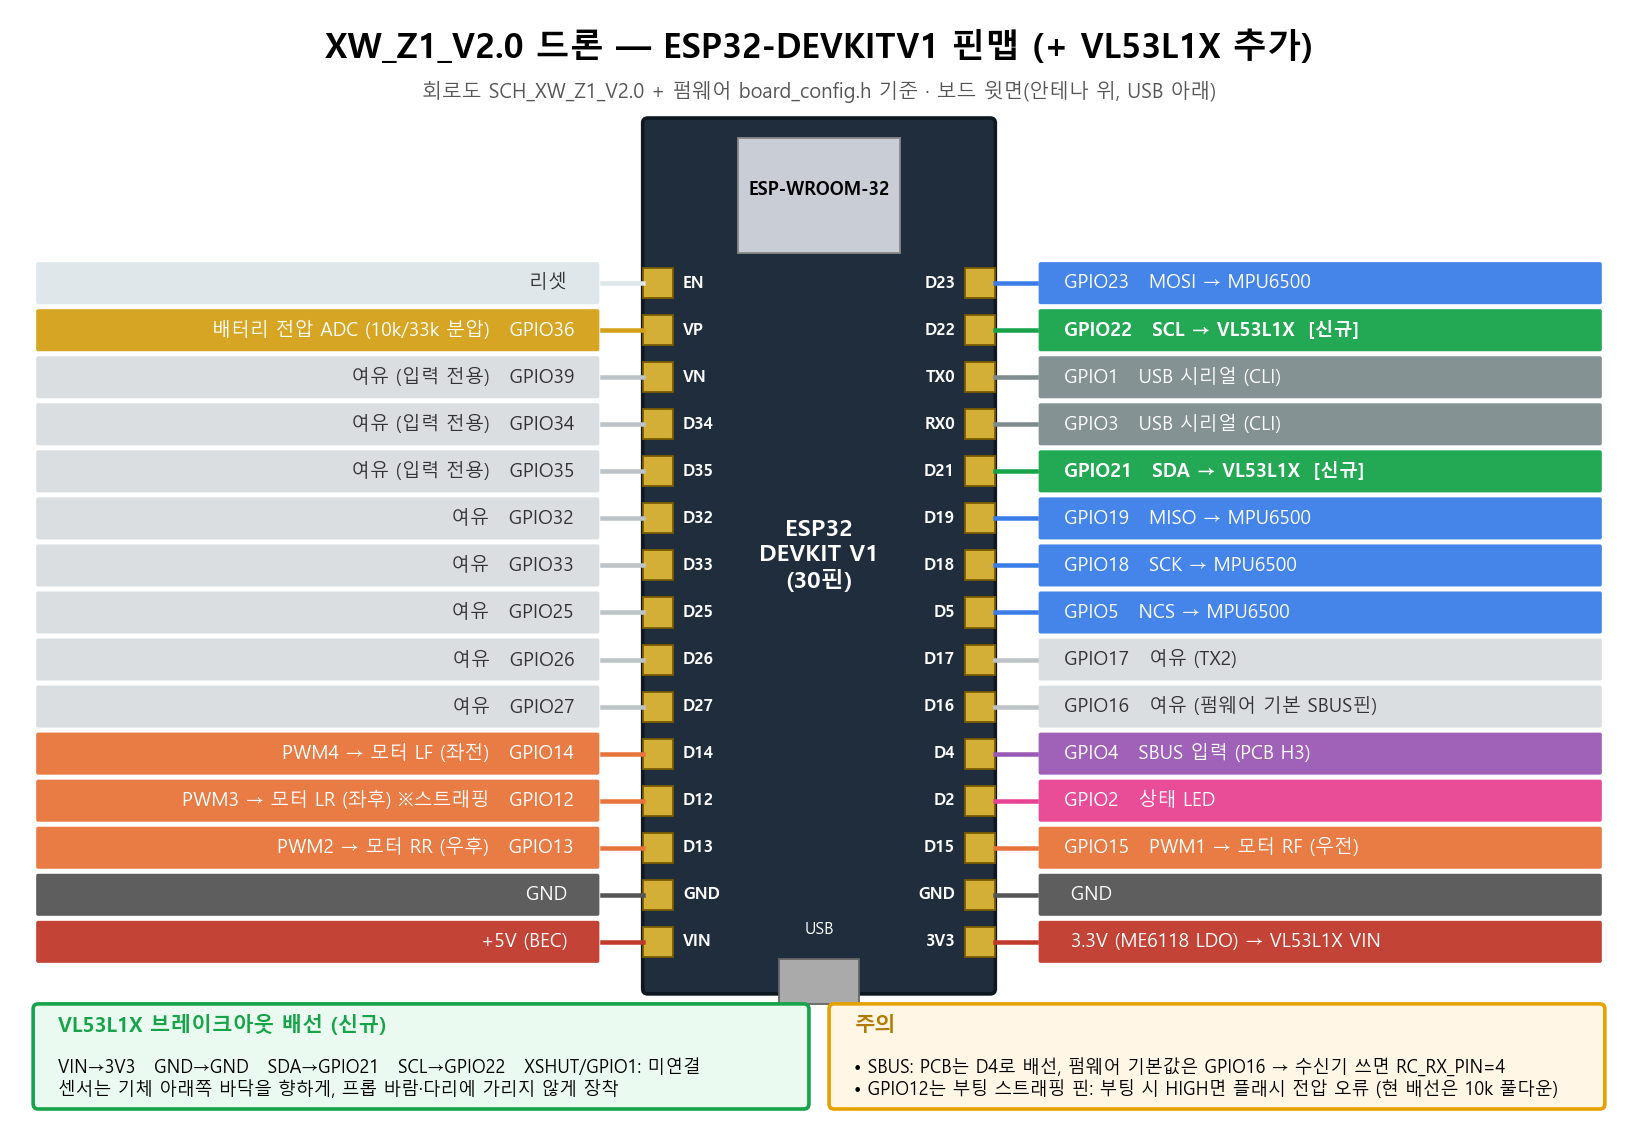 XW_Z1_V2.0 드론 — ESP32-DEVKITV1 핀맵 (+ VL53L1X 추가)
회로도 SCH_XW_Z1_V2.0 + 펌웨어 board_config.h 기준 · 보드 윗면(안테나 위, USB 아래)
ESP-WROOM-32
리셋 EN D23 GPIO23 MOSI → MPU6500
배터리 전압 ADC (10k/33k 분압) GPIO36 VP D22 GPIO22 SCL → VL53L1X [신규]
여유 (입력 전용) GPIO39 VN TX0 GPIO1 USB 시리얼 (CLI)
여유 (입력 전용) GPIO34 D34 RX0 GPIO3 USB 시리얼 (CLI)
여유 (입력 전용) GPIO35 D35 D21 GPIO21 SDA → VL53L1X [신규]
여유 GPIO32 D32 D19 GPIO19 MISO → MPU6500
ESP32
DEVKIT V1
(30핀)
여유 GPIO33 D33 D18 GPIO18 SCK → MPU6500
여유 GPIO25 D25 D5 GPIO5 NCS → MPU6500
여유 GPIO26 D26 D17 GPIO17 여유 (TX2)
여유 GPIO27 D27 D16 GPIO16 여유 (펌웨어 기본 SBUS핀)
PWM4 → 모터 LF (좌전) GPIO14 D14 D4 GPIO4 SBUS 입력 (PCB H3)
PWM3 → 모터 LR (좌후) ※스트래핑 GPIO12 D12 D2 GPIO2 상태 LED
PWM2 → 모터 RR (우후) GPIO13 D13 D15 GPIO15 PWM1 → 모터 RF (우전)
GND GND GND GND
USB
+5V (BEC) VIN 3V3 3.3V (ME6118 LDO) → VL53L1X VIN
VL53L1X 브레이크아웃 배선 (신규)
VIN→3V3 GND→GND SDA→GPIO21 SCL→GPIO22 XSHUT/GPIO1: 미연결
센서는 기체 아래쪽 바닥을 향하게, 프롭 바람·다리에 가리지 않게 장착
주의
• SBUS: PCB는 D4로 배선, 펌웨어 기본값은 GPIO16 → 수신기 쓰면 RC_RX_PIN=4
• GPIO12는 부팅 스트래핑 핀: 부팅 시 HIGH면 플래시 전압 오류 (현 배선은 10k 풀다운)